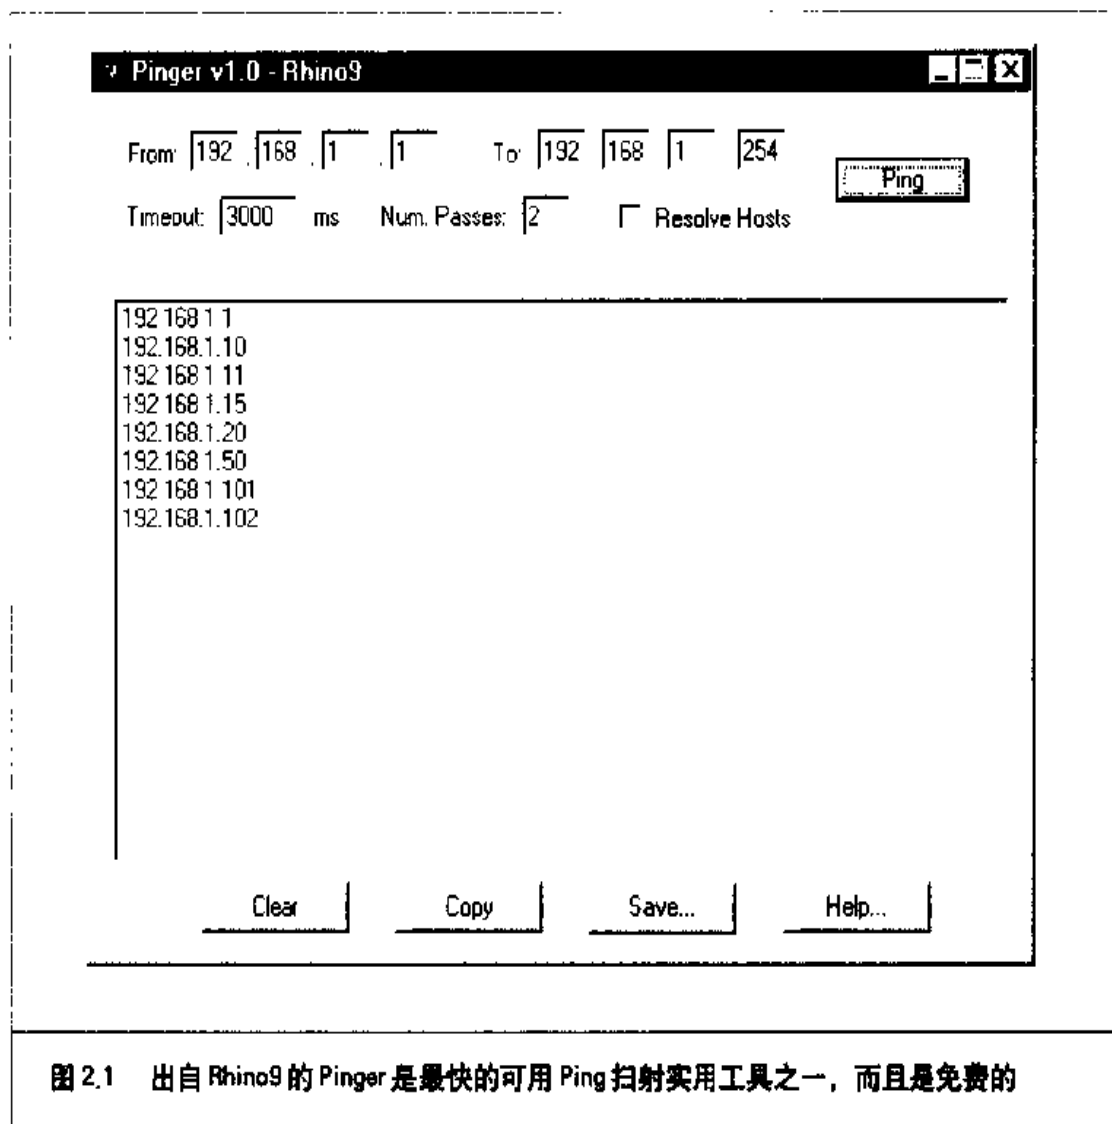 Pinger v1.0 - Rhino9
From: 192 . 168 . 1 . 1 To: 192 168 1 254
Ping
Timeout: 3000 ms Num. Passes: 2 Resolve Hosts
192 168 1 1
192.168.1.10
192 168 1 11
192 168 1.15
192.168.1.20
192.168 1.50
192 168 1 101
192.168.1.102
Clear Copy Save... Help...
图 2.1 出自 Rhino9 的 Pinger 是最快的可用 Ping 扫射实用工具之一，而且是免费的